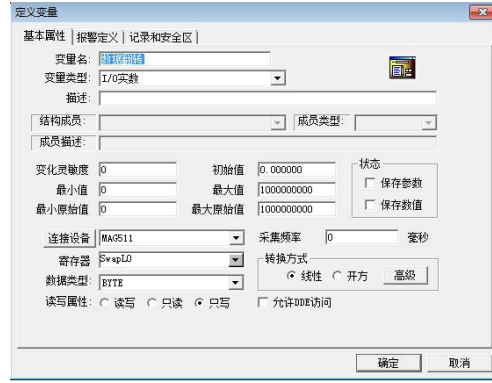 定义变量
基本属性 报警定义 记录和安全区
变量名: 数据翻转
变量类型: I/O实数
描述:
结构成员: 成员类型:
成员描述:
变化灵敏度 0 初始值 0.000000 状态
最小值 0 最大值 1000000000 保存参数
最小原始值 0 最大原始值 1000000000 保存数值
连接设备 MAG511 采集频率 0 毫秒
寄存器 SwapL0 转换方式
线性 开方 高级
数据类型: BYTE
读写属性: 读写 只读 只写 允许DDE访问
确定 取消